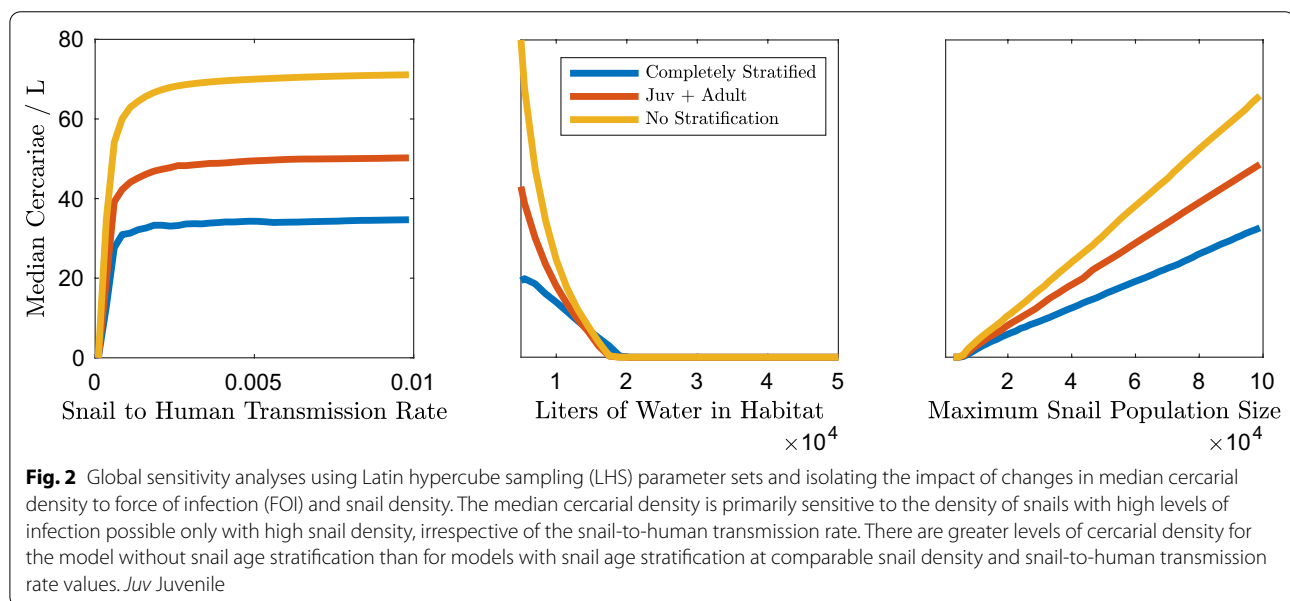 80
60
40
20
0
Median Cercariae / L
0
0.005
0.01
Snail to Human Transmission Rate
Completely Stratified
Juv + Adult
No Stratification
1
2
3
4
5
Liters of Water in Habitat
×10⁴
2
4
6
8
10
Maximum Snail Population Size
×10⁴
Fig. 2 Global sensitivity analyses using Latin hypercube sampling (LHS) parameter sets and isolating the impact of changes in median cercarial
density to force of infection (FOI) and snail density. The median cercarial density is primarily sensitive to the density of snails with high levels of
infection possible only with high snail density, irrespective of the snail-to-human transmission rate. There are greater levels of cercarial density for
the model without snail age stratification than for models with snail age stratification at comparable snail density and snail-to-human transmission
rate values. Juv Juvenile